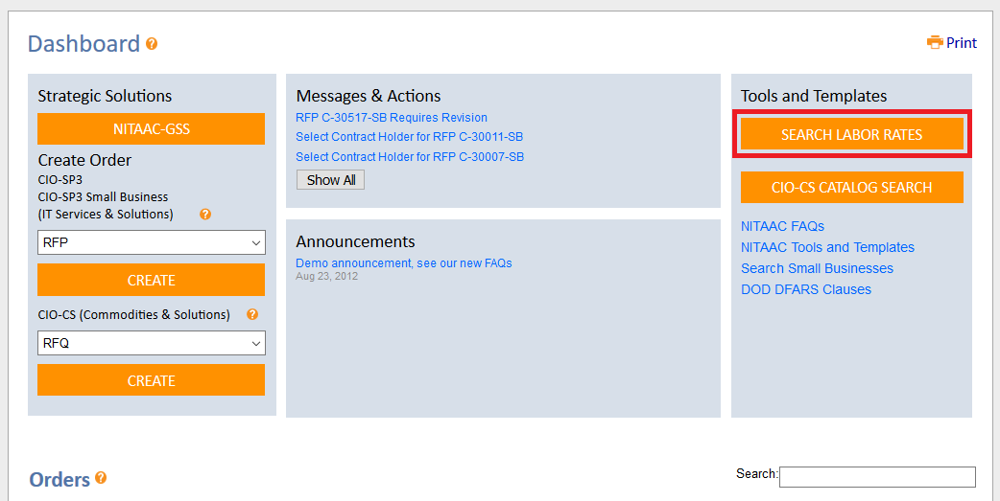 Dashboard ?
Print
Strategic Solutions
NITAAC-GSS
Create Order
CIO-SP3
CIO-SP3 Small Business
(IT Services & Solutions) ?
RFP
CREATE
CIO-CS (Commodities & Solutions) ?
RFQ
CREATE
Messages & Actions
RFP C-30517-SB Requires Revision
Select Contract Holder for RFP C-30011-SB
Select Contract Holder for RFP C-30007-SB
Show All
Announcements
Demo announcement, see our new FAQs
Aug 23, 2012
Tools and Templates
SEARCH LABOR RATES
CIO-CS CATALOG SEARCH
NITAAC FAQs
NITAAC Tools and Templates
Search Small Businesses
DOD DFARS Clauses
Orders ?
Search: